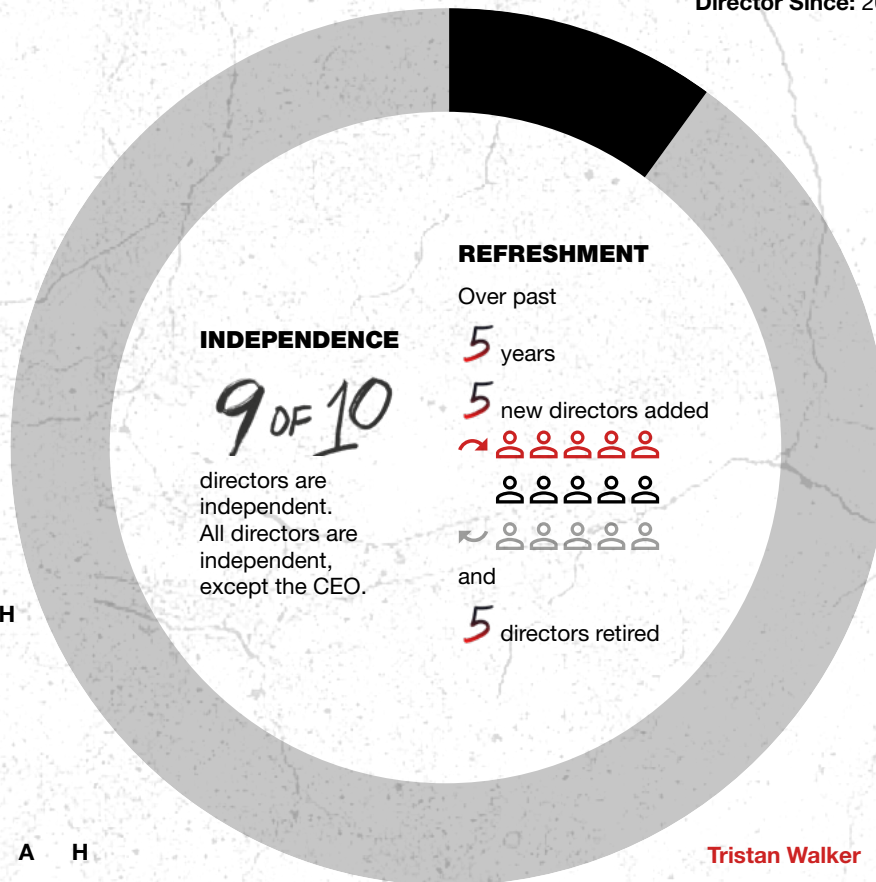 Director Since:
INDEPENDENCE
9 OF 10
directors are
independent.
All directors are
independent,
except the CEO.
REFRESHMENT
Over past
5 years
5 new directors added
and
5 directors retired
H
A H
Tristan Walker